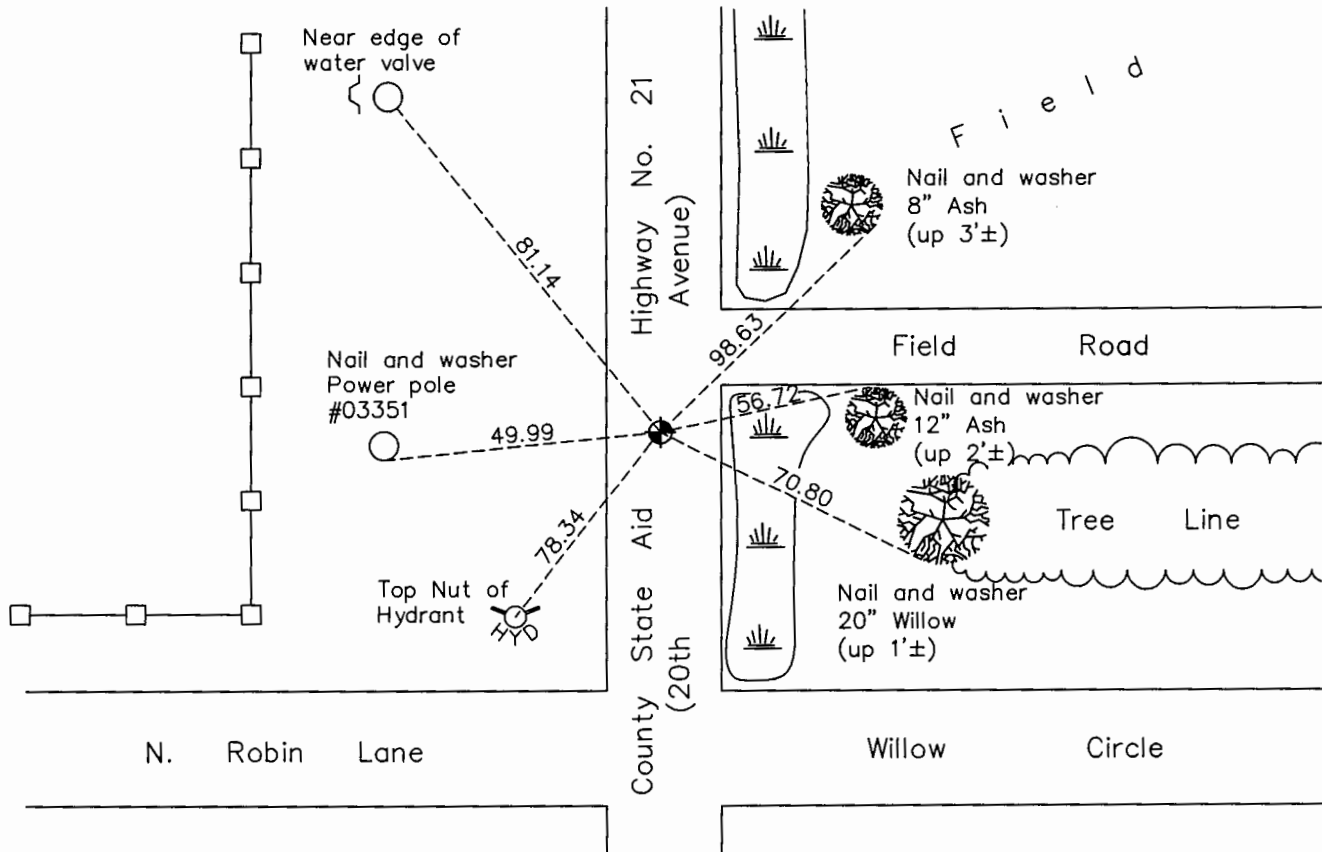 Near edge of
water valve
Field
Nail and washer
8" Ash
(up 3'±)
81.14
98.63
County State Aid Highway No. 21
(20th Avenue)
Field Road
Nail and washer
Power pole
#03351
49.99
56.72
Nail and washer
12" Ash
(up 2'±)
70.80
Tree Line
78.34
Top Nut of
Hydrant
HYD
Nail and washer
20" Willow
(up 1'±)
N. Robin Lane
Willow Circle